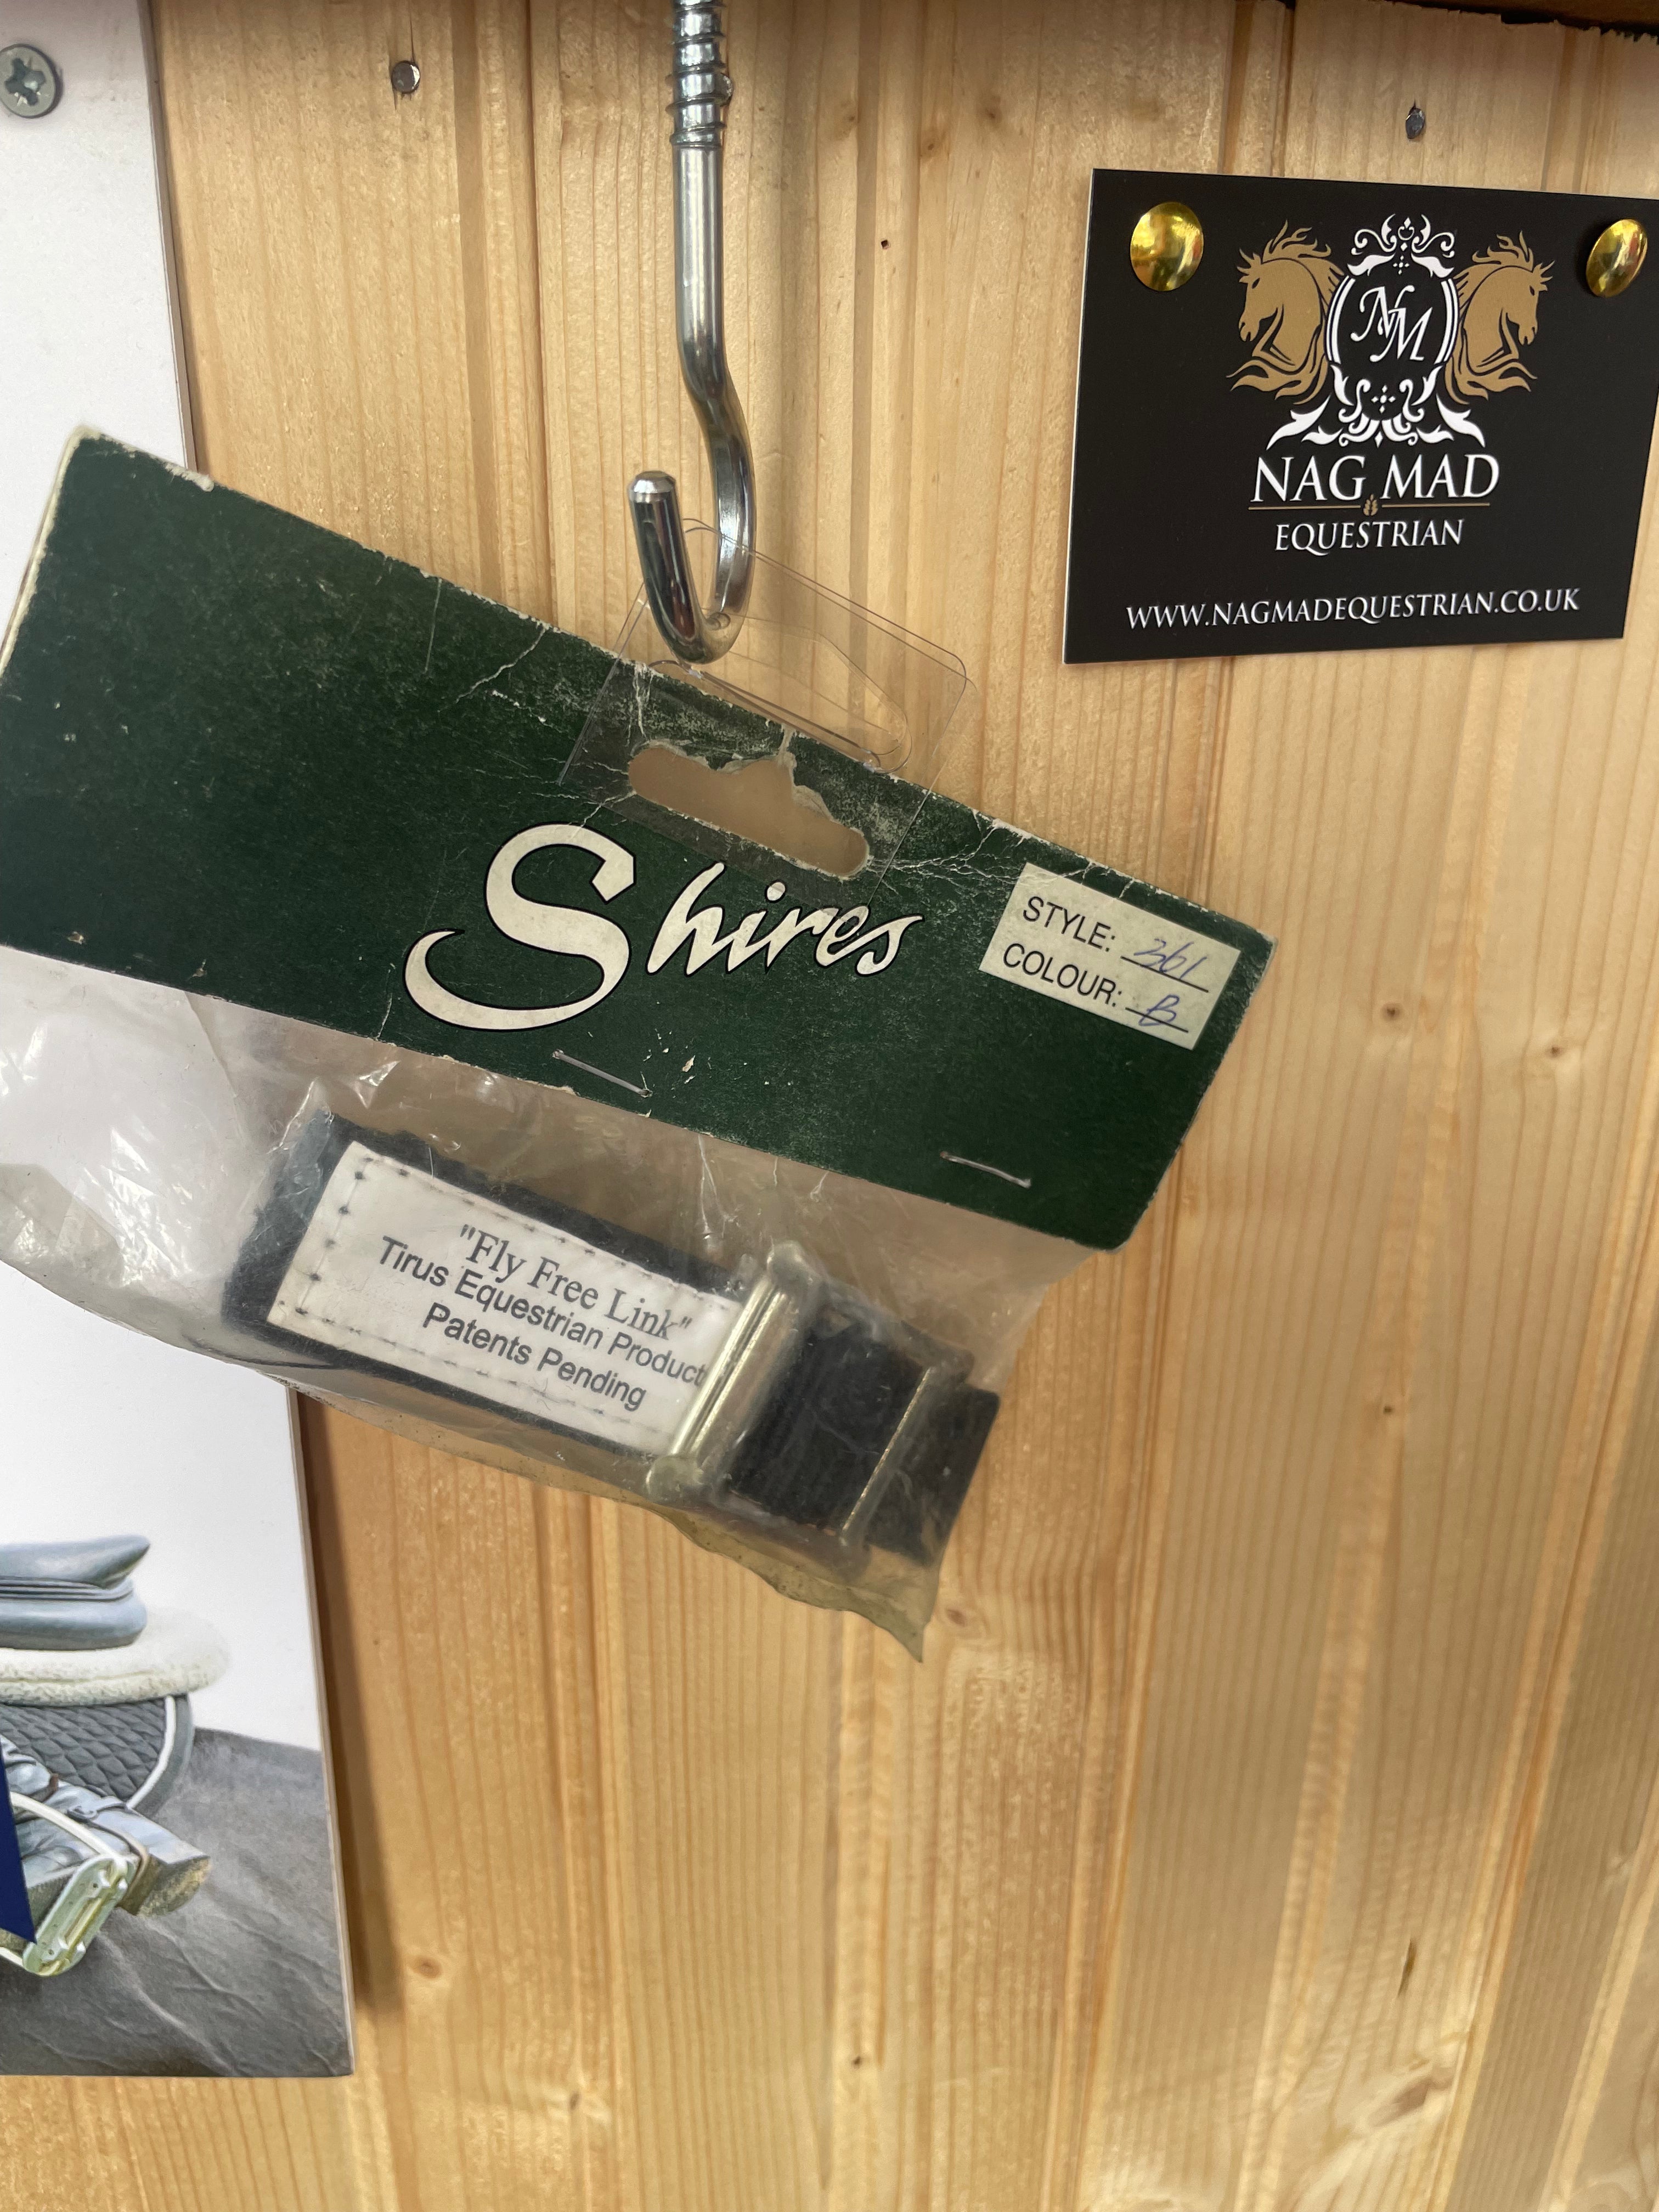 NM
NAG MAD
EQUESTRIAN
WWW.NAGMADEQUESTRIAN.CO.UK
Shires
STYLE: 361
COLOUR: B
"Fly Free Link"
Tirus Equestrian Product
Patents Pending